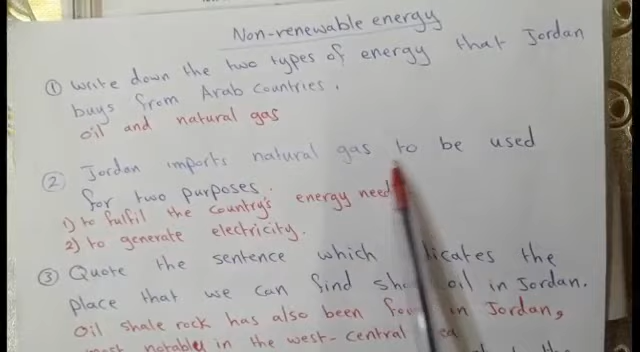 Non-renewable energy
① Write down the two types of energy that Jordan
buys from Arab countries.
oil and natural gas
② Jordan imports natural gas to be used
for two purposes.
1) to fulfil the country's energy need
2) to generate electricity.
③ Quote the sentence which the
place that we can find oil in Jordan.
Oil shale rock has also been in Jordan,
most notably in the west-central